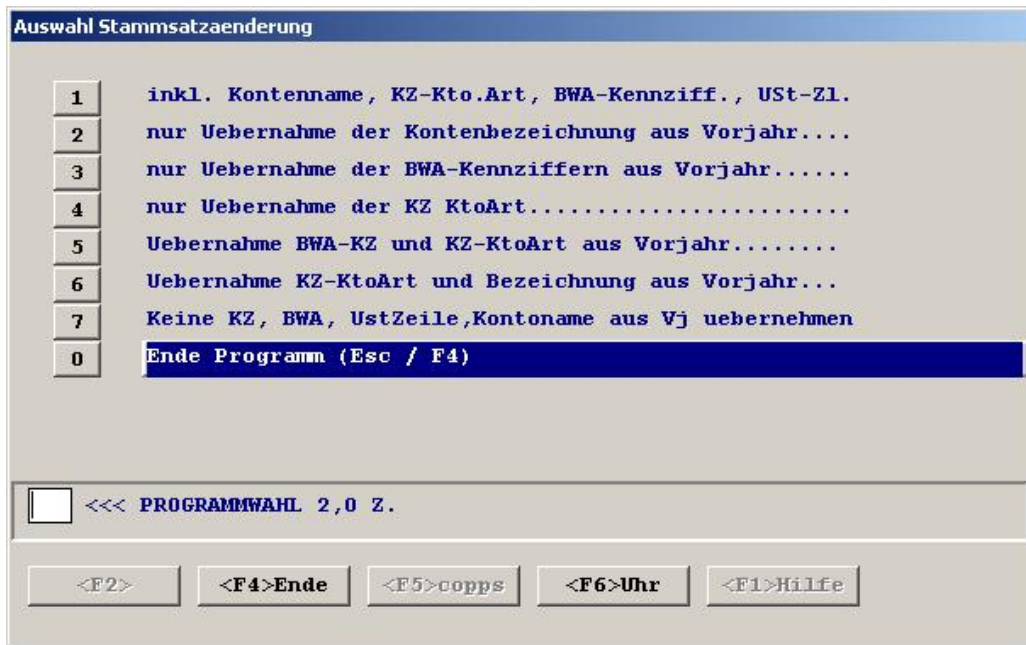 Auswahl Stammsatzaenderung
1 inkl. Kontenname, KZ-Kto.Art, BWA-Kennziff., USt-Zl.
2 nur Uebernahme der Kontenbezeichnung aus Vorjahr....
3 nur Uebernahme der BWA-Kennziffern aus Vorjahr......
4 nur Uebernahme der KZ KtoArt........................
5 Uebernahme BWA-KZ und KZ-KtoArt aus Vorjahr........
6 Uebernahme KZ-KtoArt und Bezeichnung aus Vorjahr...
7 Keine KZ, BWA, UstZeile,Kontoname aus Vj uebernehmen
0 Ende Programm (Esc / F4)
<<< PROGRAMMWAHL 2,0 Z.
<F2> <F4>Ende <F5>copps <F6>Uhr <F1>Hilfe